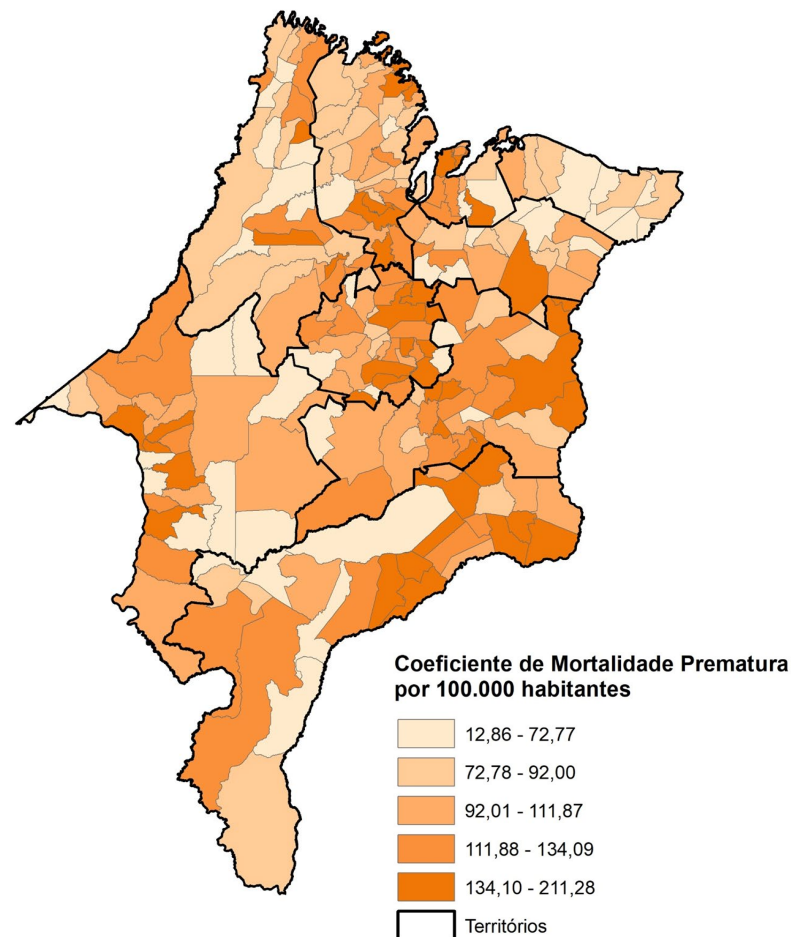 Coeficiente de Mortalidade Prematura
por 100.000 habitantes
12,86 - 72,77
72,78 - 92,00
92,01 - 111,87
111,88 - 134,09
134,10 - 211,28
Territórios